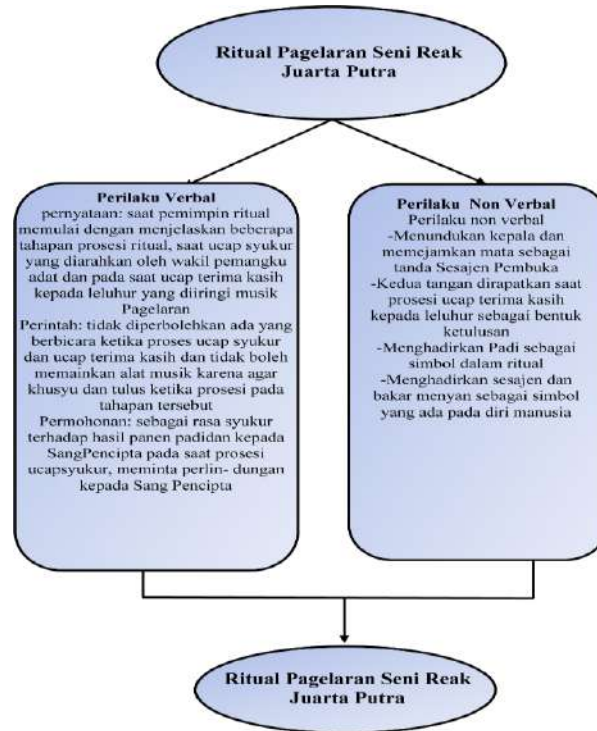 Ritual Pagelaran Seni Reak
Juarta Putra
Perilaku Verbal
pernyataan: saat pemimpin ritual
memulai dengan menjelaskan beberapa
tahapan prosesi ritual, saat ucap syukur
yang diarahkan oleh wakil pemangku
adat dan pada saat ucap terima kasih
kepada leluhur yang diiringi musik
Pagelaran
Perintah: tidak diperbolehkan ada yang
berbicara ketika proses ucap syukur
dan ucap terima kasih dan tidak boleh
memainkan alat musik karena agar
khusyu dan tulus ketika prosesi pada
tahapan tersebut
Permohonan: sebagai rasa syukur
terhadap hasil panen padidan kepada
SangPencipta pada saat prosesi
ucapsyukur, meminta perlin- dungan
kepada Sang Pencipta
Perilaku  Non Verbal
Perilaku non verbal
-Menundukan kepala dan
memejamkan mata sebagai
tanda Sesajen Pembuka
-Kedua tangan dirapatkan saat
prosesi ucap terima kasih
kepada leluhur sebagai bentuk
ketulusan
-Menghadirkan Padi sebagai
simbol dalam ritual
-Menghadirkan sesajen dan
bakar menyan sebagai simbol
yang ada pada diri manusia
Ritual Pagelaran Seni Reak
Juarta Putra